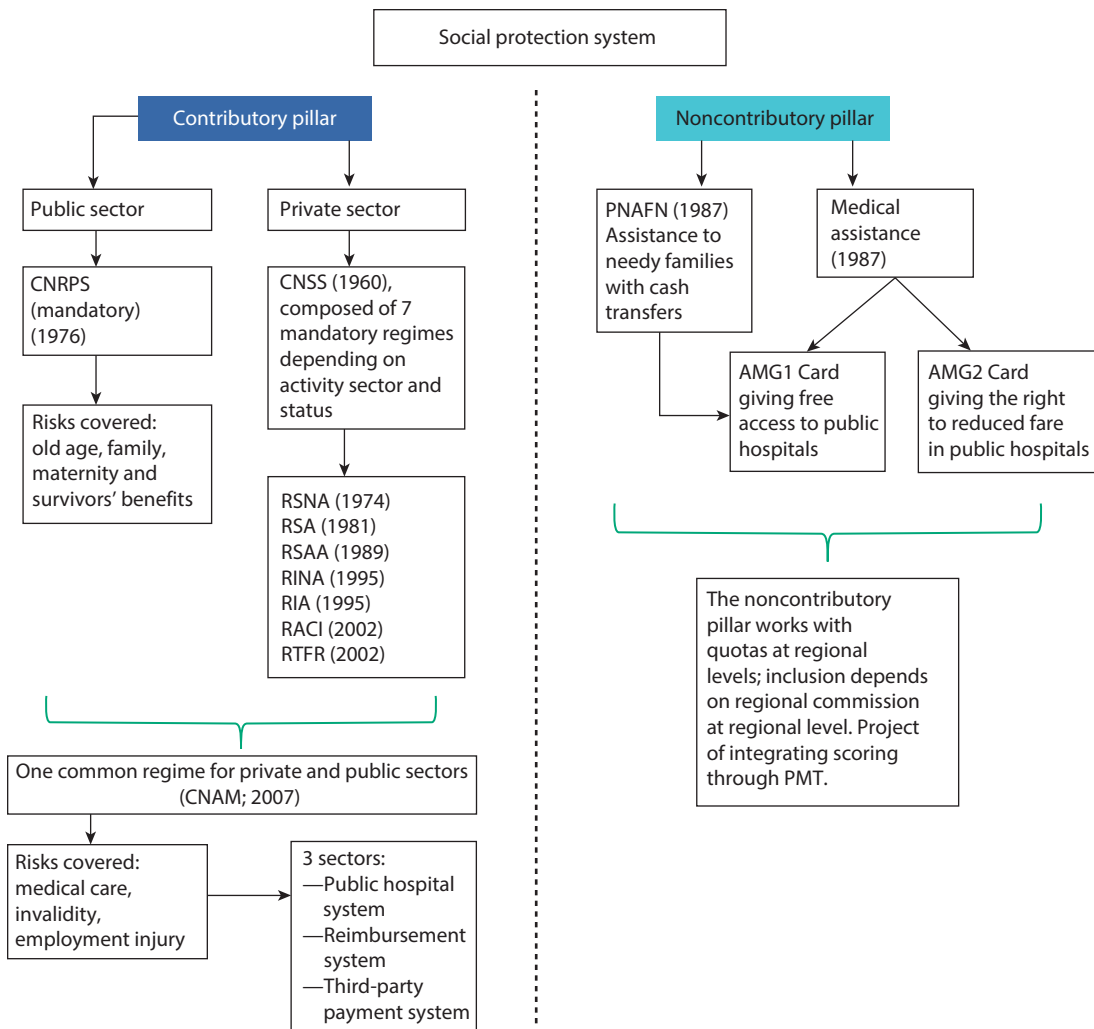 Social protection system
Contributory pillar
Public sector
CNRPS
(mandatory)
(1976)
Risks covered:
old age, family,
maternity and
survivors’ benefits
Private sector
CNSS (1960),
composed of 7
mandatory regimes
depending on
activity sector and
status
RSNA (1974)
RSA (1981)
RSAA (1989)
RINA (1995)
RIA (1995)
RACI (2002)
RTFR (2002)
One common regime for private and public sectors
(CNAM; 2007)
Risks covered:
medical care,
invalidity,
employment injury
3 sectors:
—Public hospital
system
—Reimbursement
system
—Third-party
payment system
Noncontributory pillar
PNAFN (1987)
Assistance to
needy families
with cash
transfers
Medical
assistance
(1987)
AMG1 Card
giving free
access to public
hospitals
AMG2 Card
giving the right
to reduced fare
in public hospitals
The noncontributory
pillar works with
quotas at regional
levels; inclusion depends
on regional commission
at regional level. Project
of integrating scoring
through PMT.